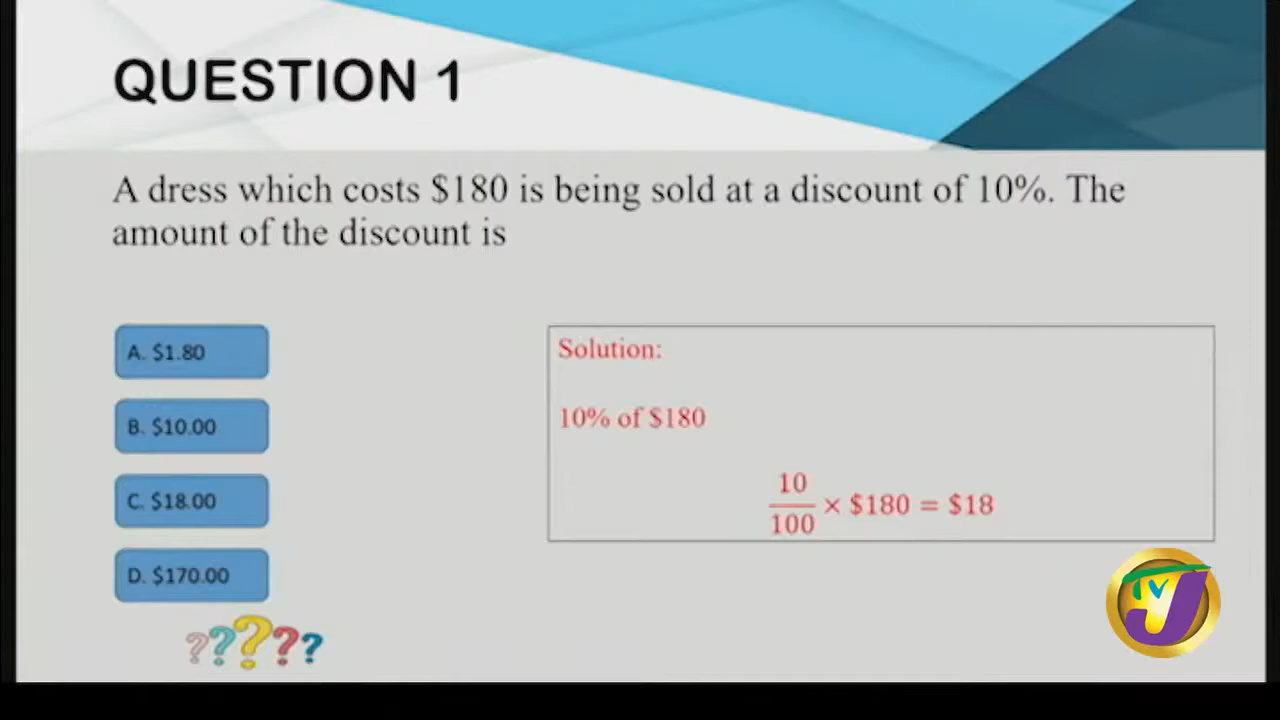 QUESTION 1
A dress which costs $180 is being sold at a discount of 10%. The
amount of the discount is
A. $1.80
B. $10.00
C. $18.00
D. $170.00
Solution:
10% of $180
10/100 × $180 = $18
?????
TVJ